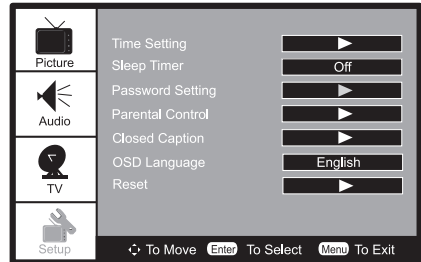 Picture
Audio
TV
Setup
Time Setting
Sleep Timer Off
Password Setting
Parental Control
Closed Caption
OSD Language English
Reset
To Move Enter To Select Menu To Exit